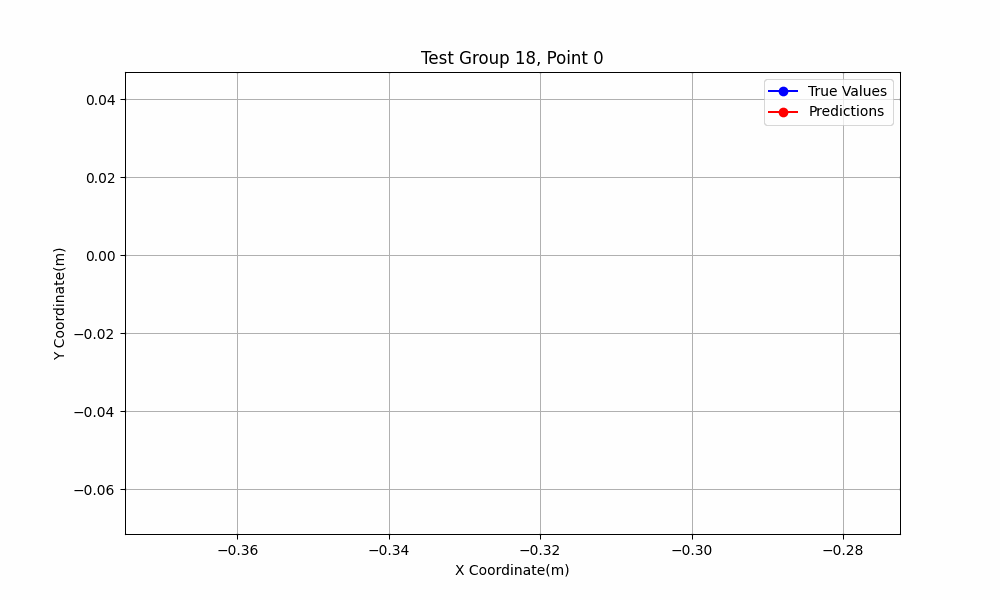 Test Group 18, Point 0
True Values
Predictions
0.04
0.02
0.00
−0.02
−0.04
−0.06
Y Coordinate(m)
−0.36
−0.34
−0.32
−0.30
−0.28
X Coordinate(m)